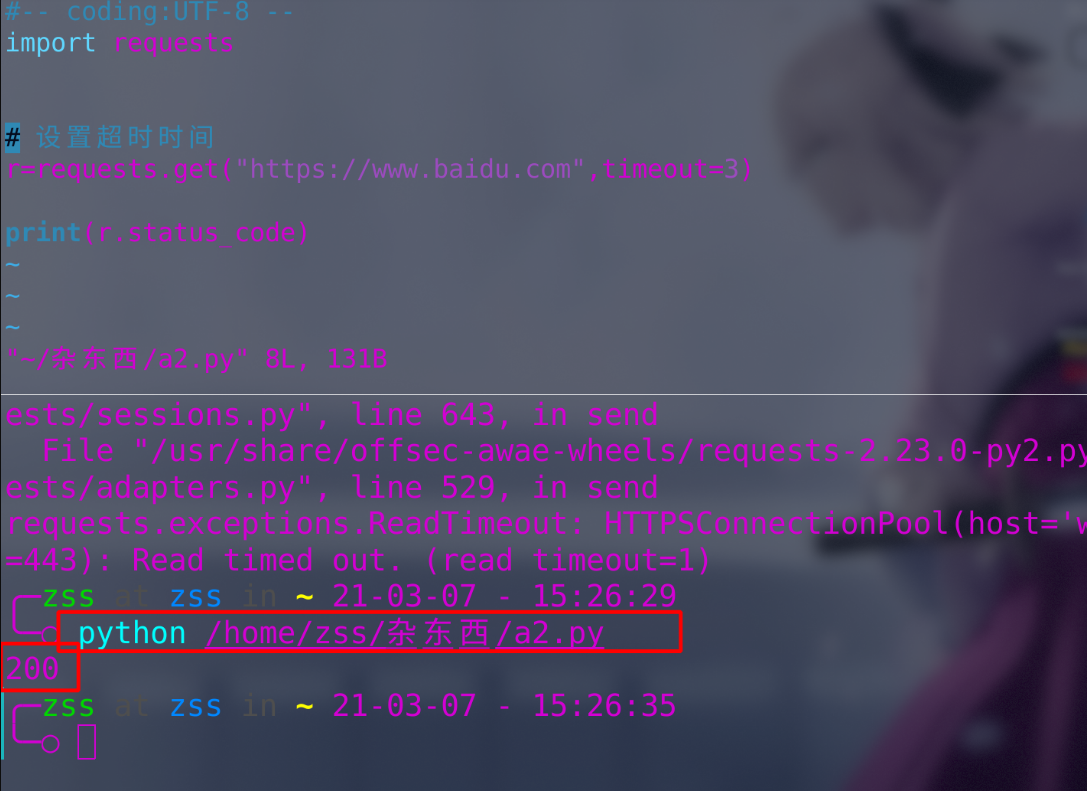 #-- coding:UTF-8 --
import requests
# 设置超时时间
r=requests.get("https://www.baidu.com",timeout=3)
print(r.status_code)
~
~
~
"~/杂东西/a2.py" 8L, 131B
ests/sessions.py", line 643, in send
File "/usr/share/offsec-awae-wheels/requests-2.23.0-py2.py
ests/adapters.py", line 529, in send
requests.exceptions.ReadTimeout: HTTPSConnectionPool(host='w
=443): Read timed out. (read timeout=1)
zss at zss in ~ 21-03-07 - 15:26:29
python /home/zss/杂东西/a2.py
200
zss at zss in ~ 21-03-07 - 15:26:35